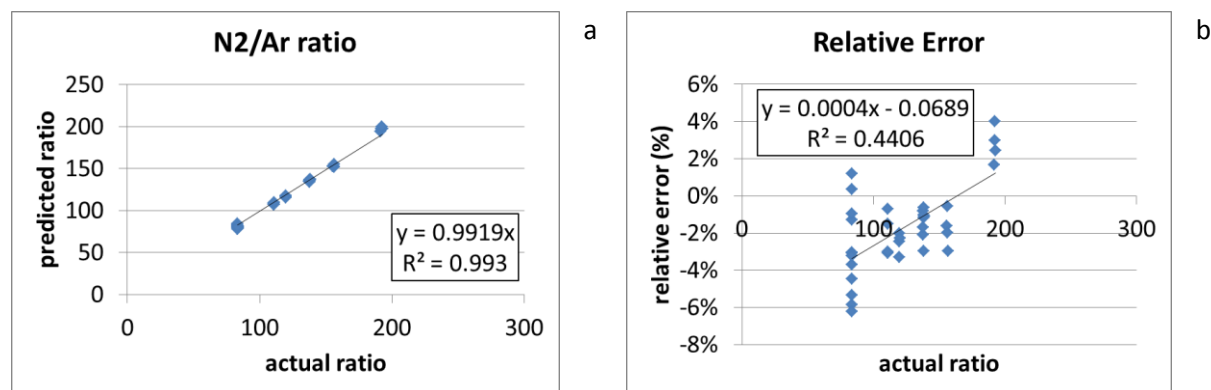 N2/Ar ratio
a
250
200
150
100
50
0
predicted ratio
y = 0.9919x
R² = 0.993
0 100 200 300
actual ratio
Relative Error
b
6%
4%
2%
0%
-2%
-4%
-6%
-8%
relative error (%)
y = 0.0004x - 0.0689
R² = 0.4406
0 100 200 300
actual ratio